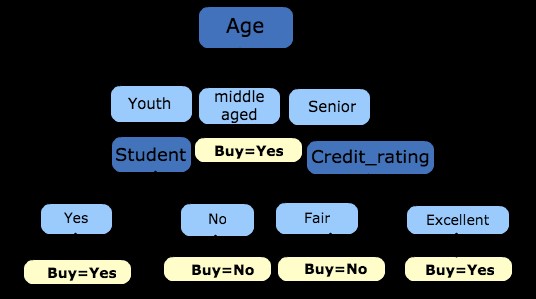 Age
Youth
middle
aged
Senior
Student
Buy=Yes
Credit_rating
Yes
No
Fair
Excellent
Buy=Yes
Buy=No
Buy=No
Buy=Yes